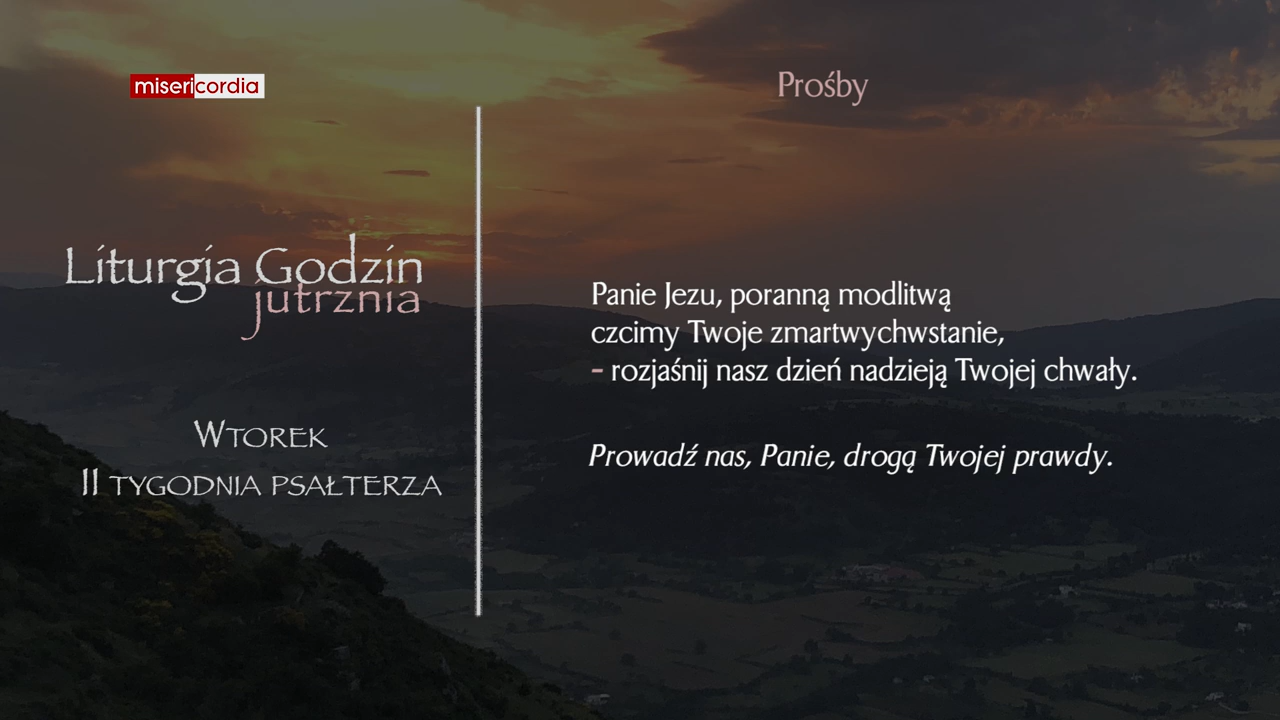 misericordia
Prośby
Liturgia Godzin
jutrznia
Wtorek
II tygodnia psałterza
Panie Jezu, poranną modlitwą
czcimy Twoje zmartwychwstanie,
- rozjaśnij nasz dzień nadzieją Twojej chwały.
Prowadź nas, Panie, drogą Twojej prawdy.